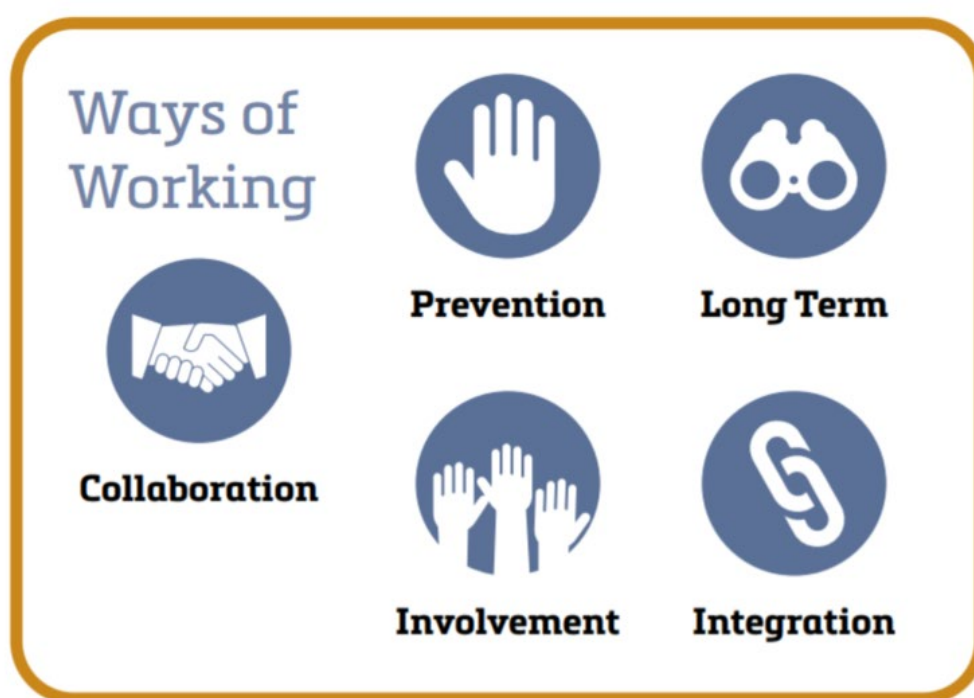 Ways of
Working
Prevention
Long Term
Collaboration
Involvement
Integration